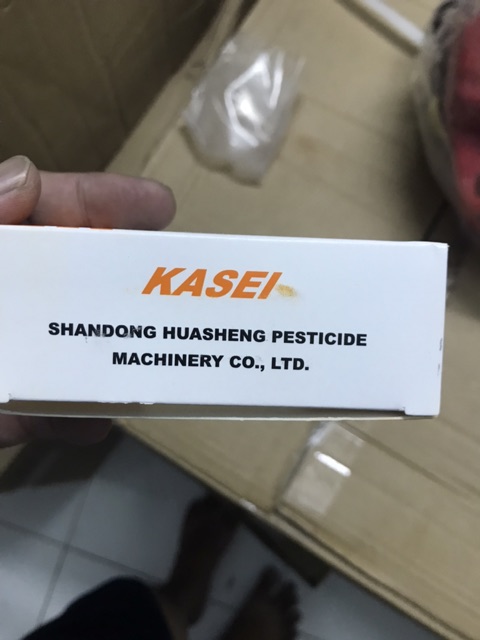 KASEI
SHANDONG HUASHENG PESTICIDE
MACHINERY CO., LTD.